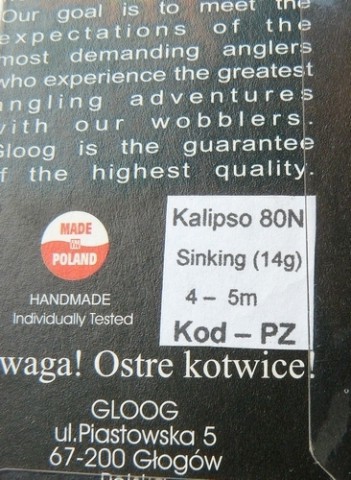 Our goal is to meet the
expectations of the
most demanding anglers
who experience the greatest
angling adventures
with our wobblers.
Gloog is the guarantee
of the highest quality.
MADE
IN
POLAND
HANDMADE
Individually Tested
Kalipso 80N
Sinking (14g)
4 – 5m
Kod – PZ
waga! Ostre kotwice!
GLOOG
ul.Piastowska 5
67-200 Głogów